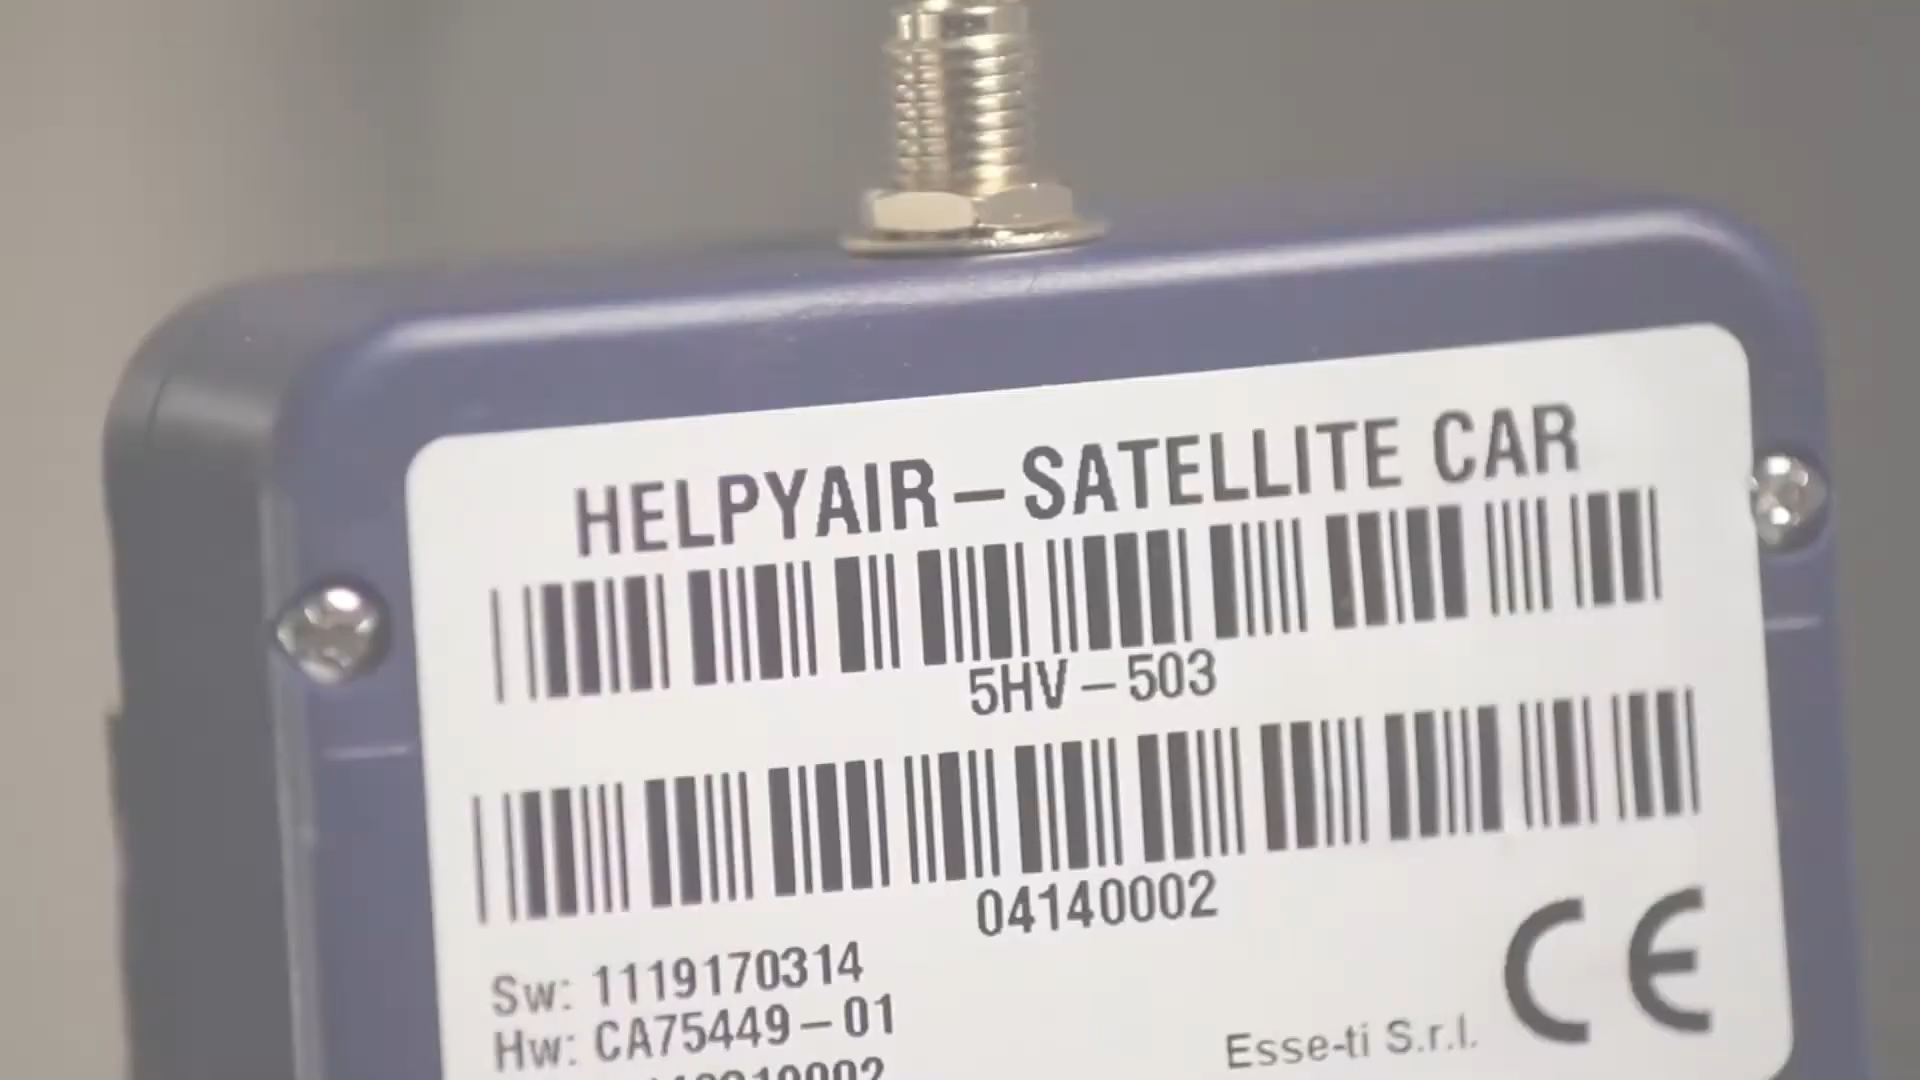 HELPYAIR – SATELLITE CAR
5HV – 503
04140002
Sw: 1119170314
Hw: CA75449 – 01
Esse-ti S.r.l.
CE